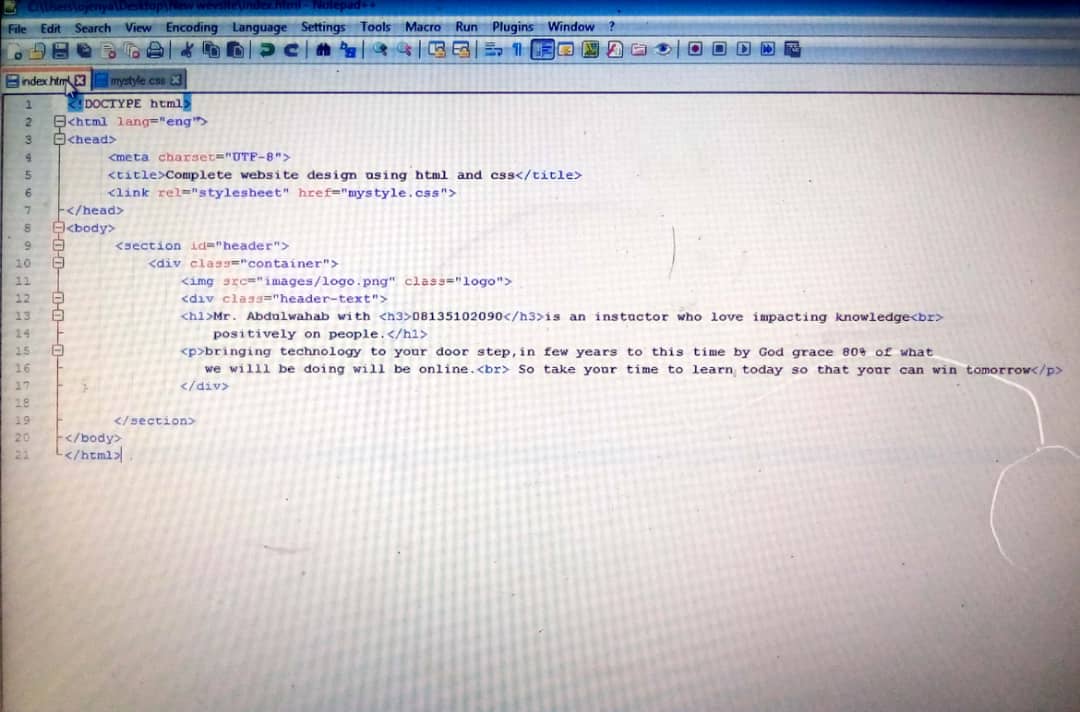 C:\Users\ojenya\Desktop\New wevsite\index.html - Notepad++
File Edit Search View Encoding Language Settings Tools Macro Run Plugins Window ?
index.html mystyle.css
1 <!DOCTYPE html>
2 <html lang="eng">
3 <head>
4 <meta charset="UTF-8">
5 <title>Complete website design using html and css</title>
6 <link rel="stylesheet" href="mystyle.css">
7 </head>
8 <body>
9 <section id="header">
10 <div class="container">
11 <img src="images/logo.png" class="logo">
12 <div class="header-text">
13 <h1>Mr. Abdulwahab with <h3>08135102090</h3>is an instuctor who love impacting knowledge<br>
14 positively on people.</h1>
15 <p>bringing technology to your door step,in few years to this time by God grace 80% of what
16 we willl be doing will be online.<br> So take your time to learn today so that your can win tomorrow</p>
17 </div>
18
19 </section>
20 </body>
21 </html>